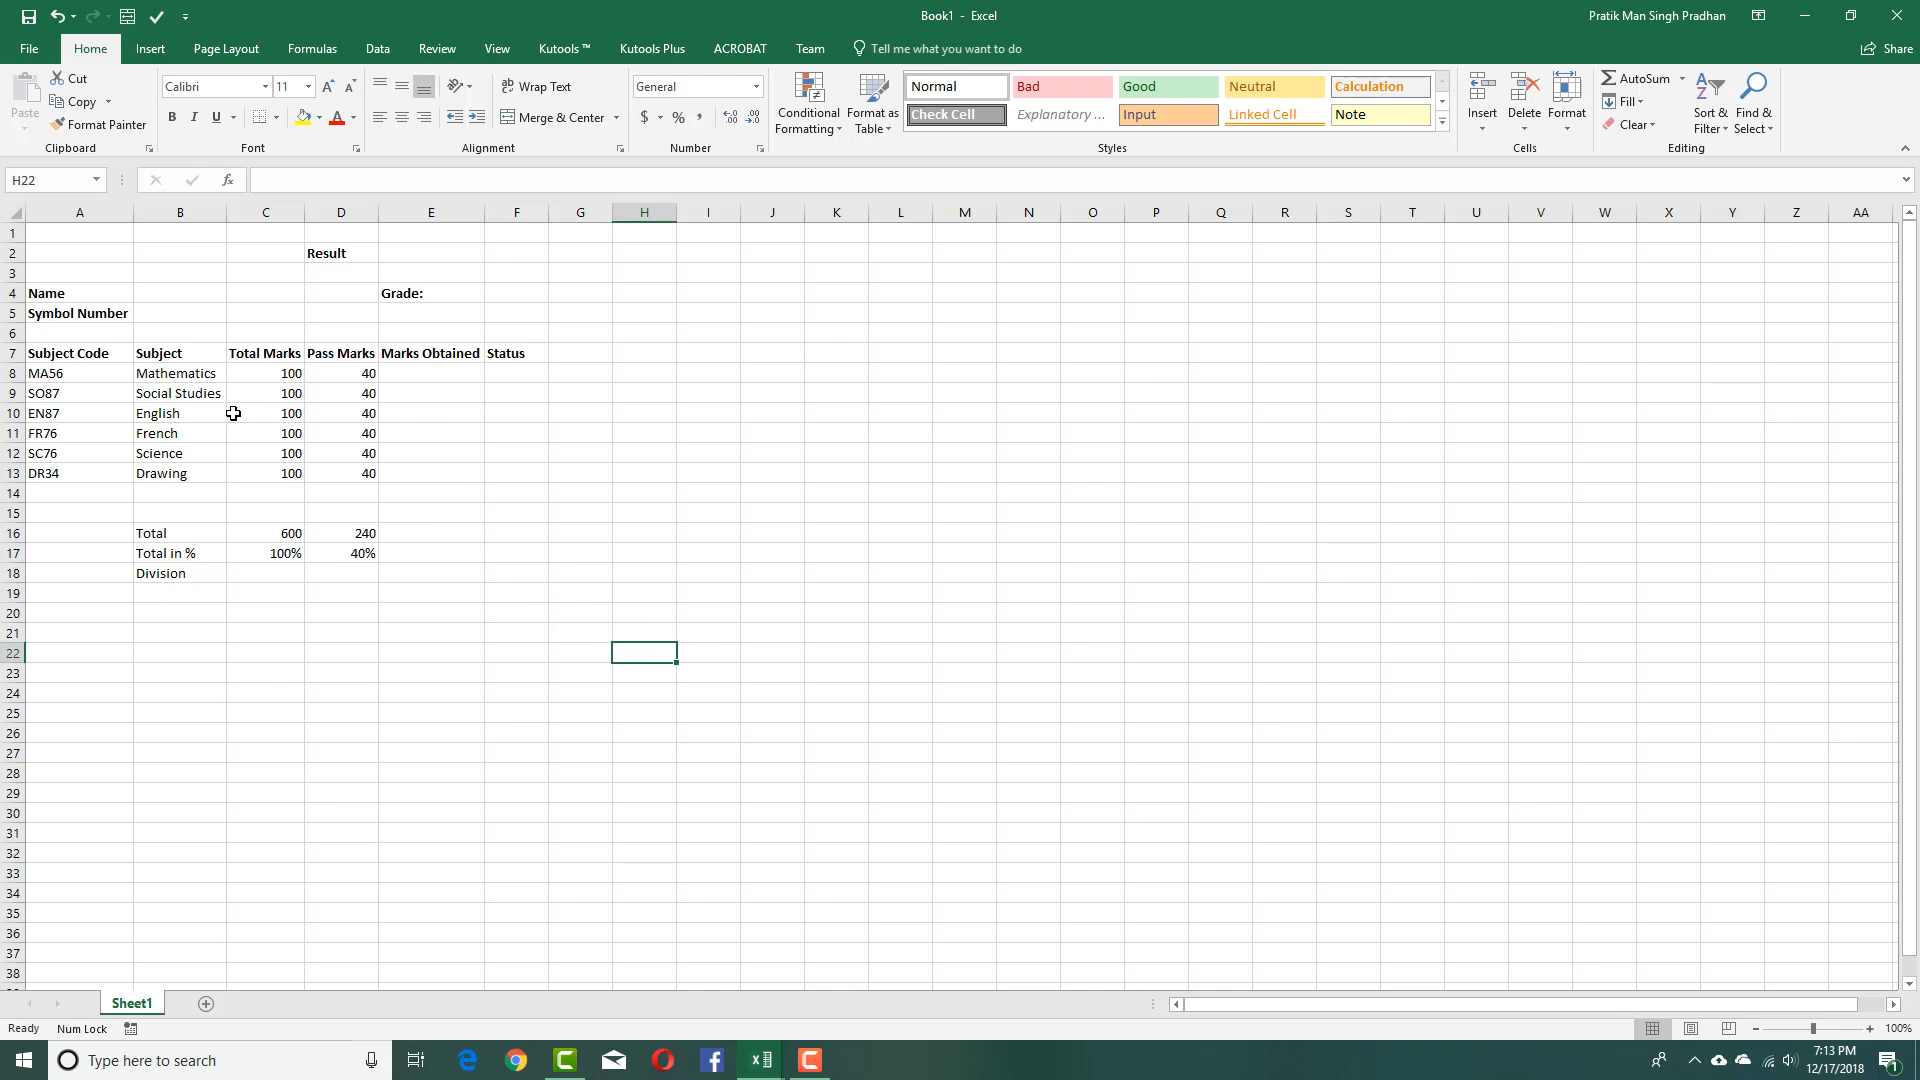 Book1 - Excel
Pratik Man Singh Pradhan
File Home Insert Page Layout Formulas Data Review View Kutools ™ Kutools Plus ACROBAT Team Tell me what you want to do Share
Paste
Cut
Copy
Format Painter
Clipboard
Calibri 11 A A
B I U A
Font
Wrap Text
Merge & Center
Alignment
General
$ % ,
Number
Conditional Formatting
Format as Table
Normal Bad Good Neutral Calculation
Check Cell Explanatory ... Input Linked Cell Note
Styles
Insert Delete Format
Cells
AutoSum
Fill
Clear
Sort & Filter
Find & Select
Editing
H22 fx
A B C D E F G H I J K L M N O P Q R S T U V W X Y Z AA
1
2 Result
3
4 Name Grade:
5 Symbol Number
6
7 Subject Code Subject Total Marks Pass Marks Marks Obtained Status
8 MA56 Mathematics 100 40
9 SO87 Social Studies 100 40
10 EN87 English 100 40
11 FR76 French 100 40
12 SC76 Science 100 40
13 DR34 Drawing 100 40
14
15
16 Total 600 240
17 Total in % 100% 40%
18 Division
19
20
21
22
23
24
25
26
27
28
29
30
31
32
33
34
35
36
37
38
Sheet1
Ready Num Lock 100%
Type here to search
7:13 PM
12/17/2018
1